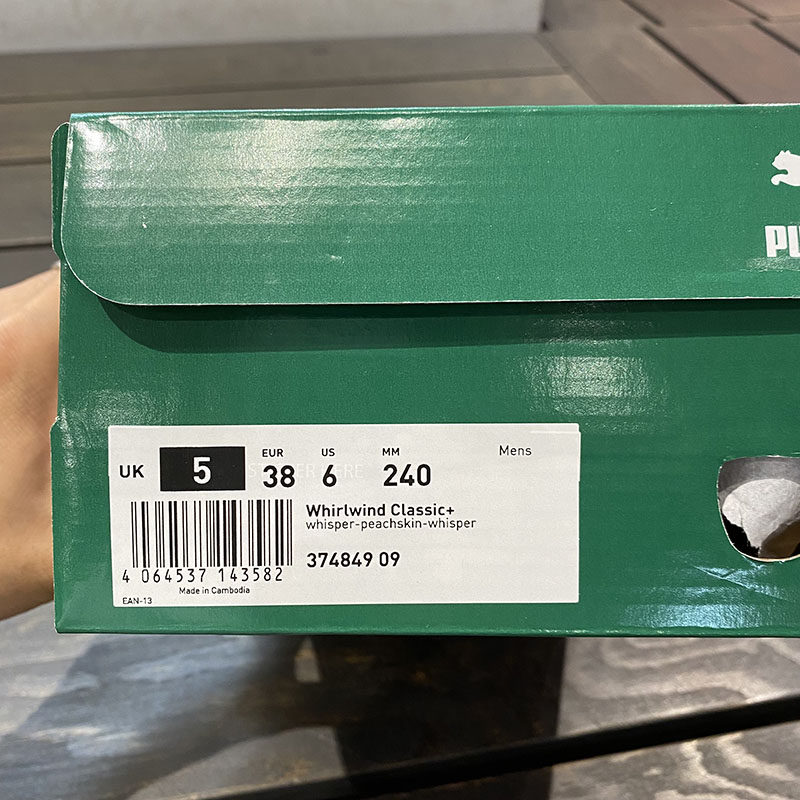 PU
EUR US MM Mens
UK 5 38 6 240
Whirlwind Classic+
whisper-peachskin-whisper
374849 09
4 064537 143582
Made in Cambodia
EAN-13